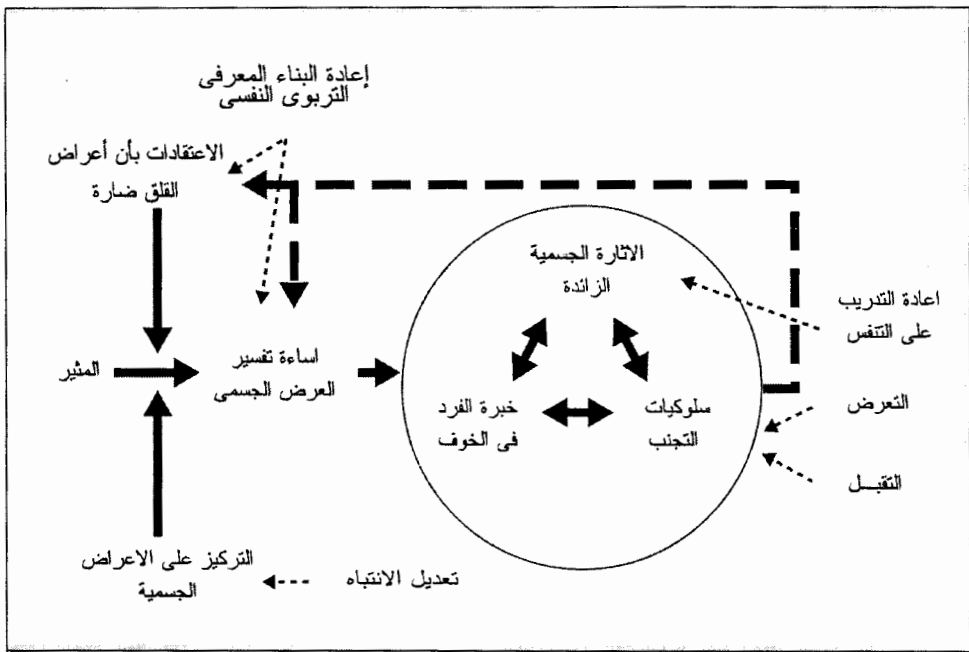 إعادة البناء المعرفى
التربوى النفسى
الاعتقادات بأن أعراض
القلق ضارة
الاثارة الجسمية
الزائدة
اعادة التدريب
على التنفس
المثير
اساءة تفسير
العرض الجسمى
خبرة الفرد
فى الخوف
سلوكيات
التجنب
التعرض
التقبـــل
التركيز على الاعراض
الجسمية
تعديل الانتباه